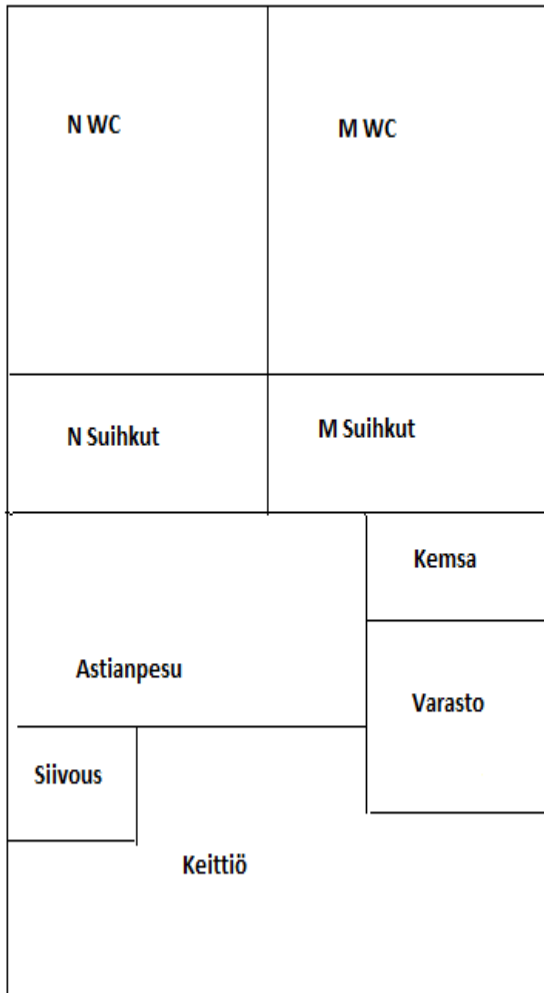 N WC
M WC
N Suihkut
M Suihkut
Kemsa
Astianpesu
Varasto
Siivous
Keittiö